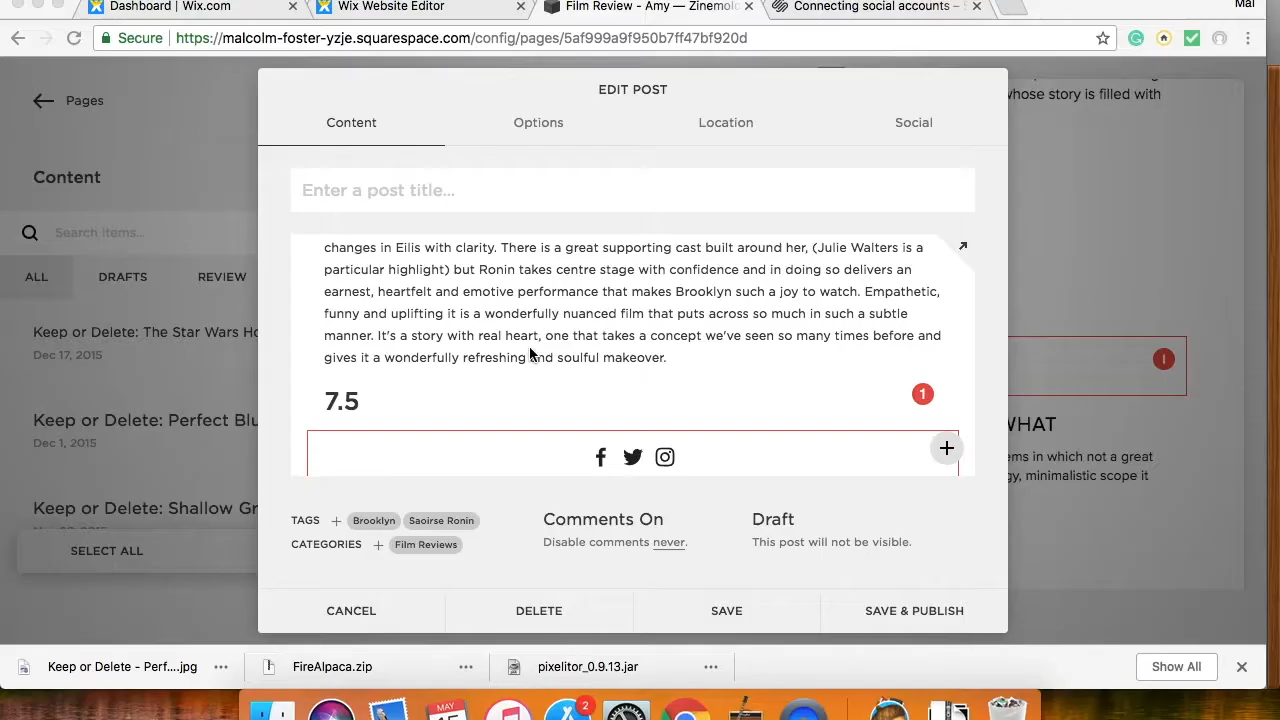 Dashboard | Wix.com
Wix Website Editor
Film Review - Amy — Zinemol
Connecting social accounts –
Mal
Secure
https://malcolm-foster-yzje.squarespace.com/config/pages/5af999a9f950b7ff47bf920d
Pages
Content
Search items...
ALL
DRAFTS
REVIEW
Keep or Delete: The Star Wars Ho
Dec 17, 2015
Keep or Delete: Perfect Blu
Dec 1, 2015
Keep or Delete: Shallow Gr
SELECT ALL
EDIT POST
Content
Options
Location
Social
Enter a post title...
changes in Eilis with clarity. There is a great supporting cast built around her, (Julie Walters is a
particular highlight) but Ronin takes centre stage with confidence and in doing so delivers an
earnest, heartfelt and emotive performance that makes Brooklyn such a joy to watch. Empathetic,
funny and uplifting it is a wonderfully nuanced film that puts across so much in such a subtle
manner. It's a story with real heart, one that takes a concept we've seen so many times before and
gives it a wonderfully refreshing and soulful makeover.
7.5
1
TAGS + Brooklyn Saoirse Ronin
CATEGORIES + Film Reviews
Comments On
Disable comments never.
Draft
This post will not be visible.
CANCEL
DELETE
SAVE
SAVE & PUBLISH
whose story is filled with
WHAT
ems in which not a great
gy, minimalistic scope it
Keep or Delete - Perf....jpg
FireAlpaca.zip
pixelitor_0.9.13.jar
Show All
MAY
2